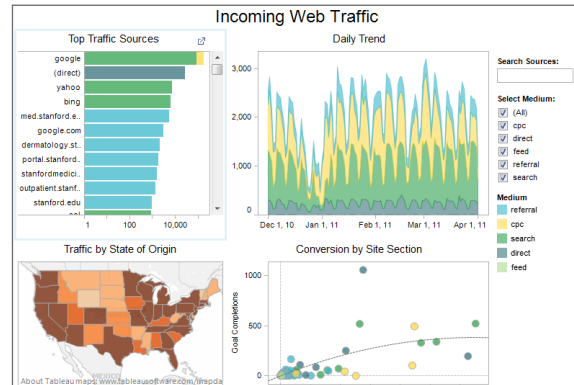 Incoming Web Traffic
Top Traffic Sources
google
(direct)
yahoo
bing
med.stanford.e..
google.com
dermatology.st..
portal.stanford..
stanfordmedici..
outpatient.stanf..
stanford.edu
1 100 10,000
Daily Trend
3,000
2,000
1,000
0
Dec 1, 10 Jan 1, 11 Feb 1, 11 Mar 1, 11 Apr 1, 11
Search Sources:
Select Medium:
(All)
cpc
direct
feed
referral
search
Medium
referral
cpc
search
direct
feed
Traffic by State of Origin
MEXICO
About Tableau maps: www.tableausoftware.com/mapdata
Conversion by Site Section
Goal Completions
1000
500
0